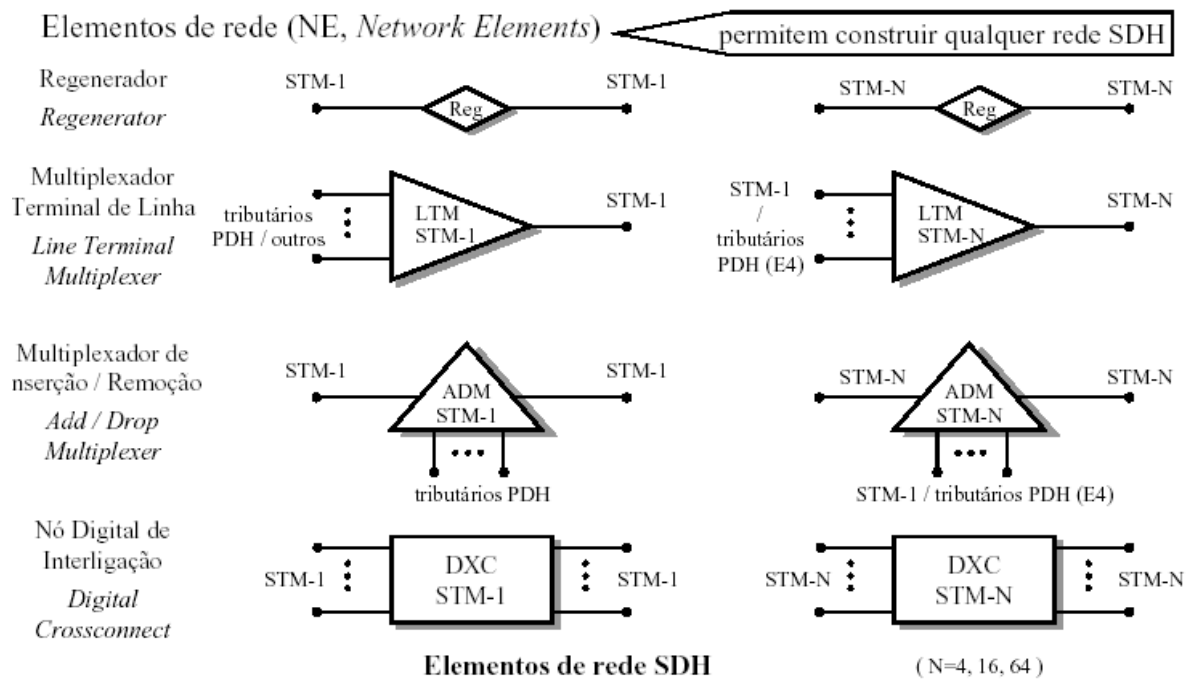 Elementos de rede (NE, Network Elements)
permitem construir qualquer rede SDH
Regenerador
Regenerator
STM-1
Reg
STM-1
STM-N
Reg
STM-N
Multiplexador
Terminal de Linha
Line Terminal
Multiplexer
tributários
PDH / outros
LTM
STM-1
STM-1
STM-1
/
tributários
PDH (E4)
LTM
STM-N
STM-N
Multiplexador de
nserção / Remoção
Add / Drop
Multiplexer
STM-1
ADM
STM-1
STM-1
tributários PDH
STM-N
ADM
STM-N
STM-N
STM-1 / tributários PDH (E4)
Nó Digital de
Interligação
Digital
Crossconnect
STM-1
DXC
STM-1
STM-1
STM-N
DXC
STM-N
STM-N
Elementos de rede SDH
( N=4, 16, 64 )